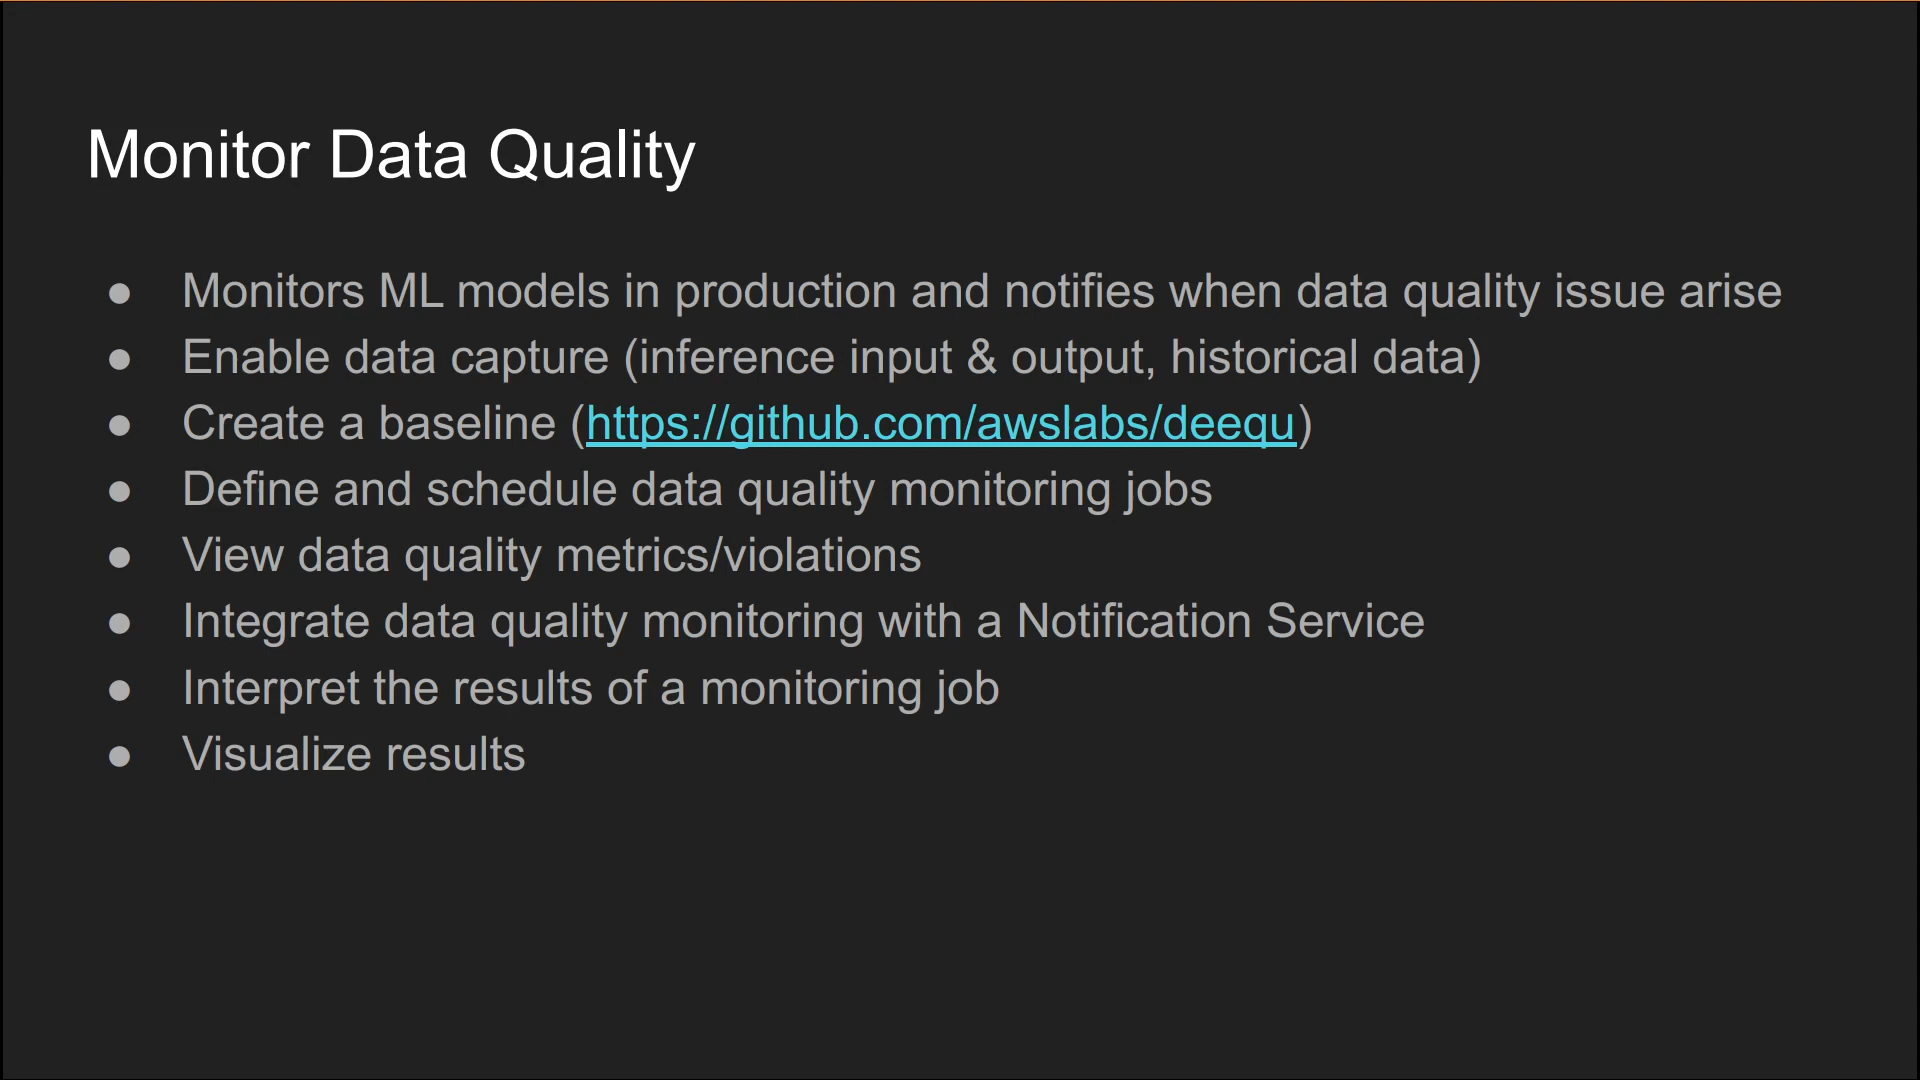 Monitor Data Quality
● Monitors ML models in production and notifies when data quality issue arise
● Enable data capture (inference input & output, historical data)
● Create a baseline (https://github.com/awslabs/deequ)
● Define and schedule data quality monitoring jobs
● View data quality metrics/violations
● Integrate data quality monitoring with a Notification Service
● Interpret the results of a monitoring job
● Visualize results